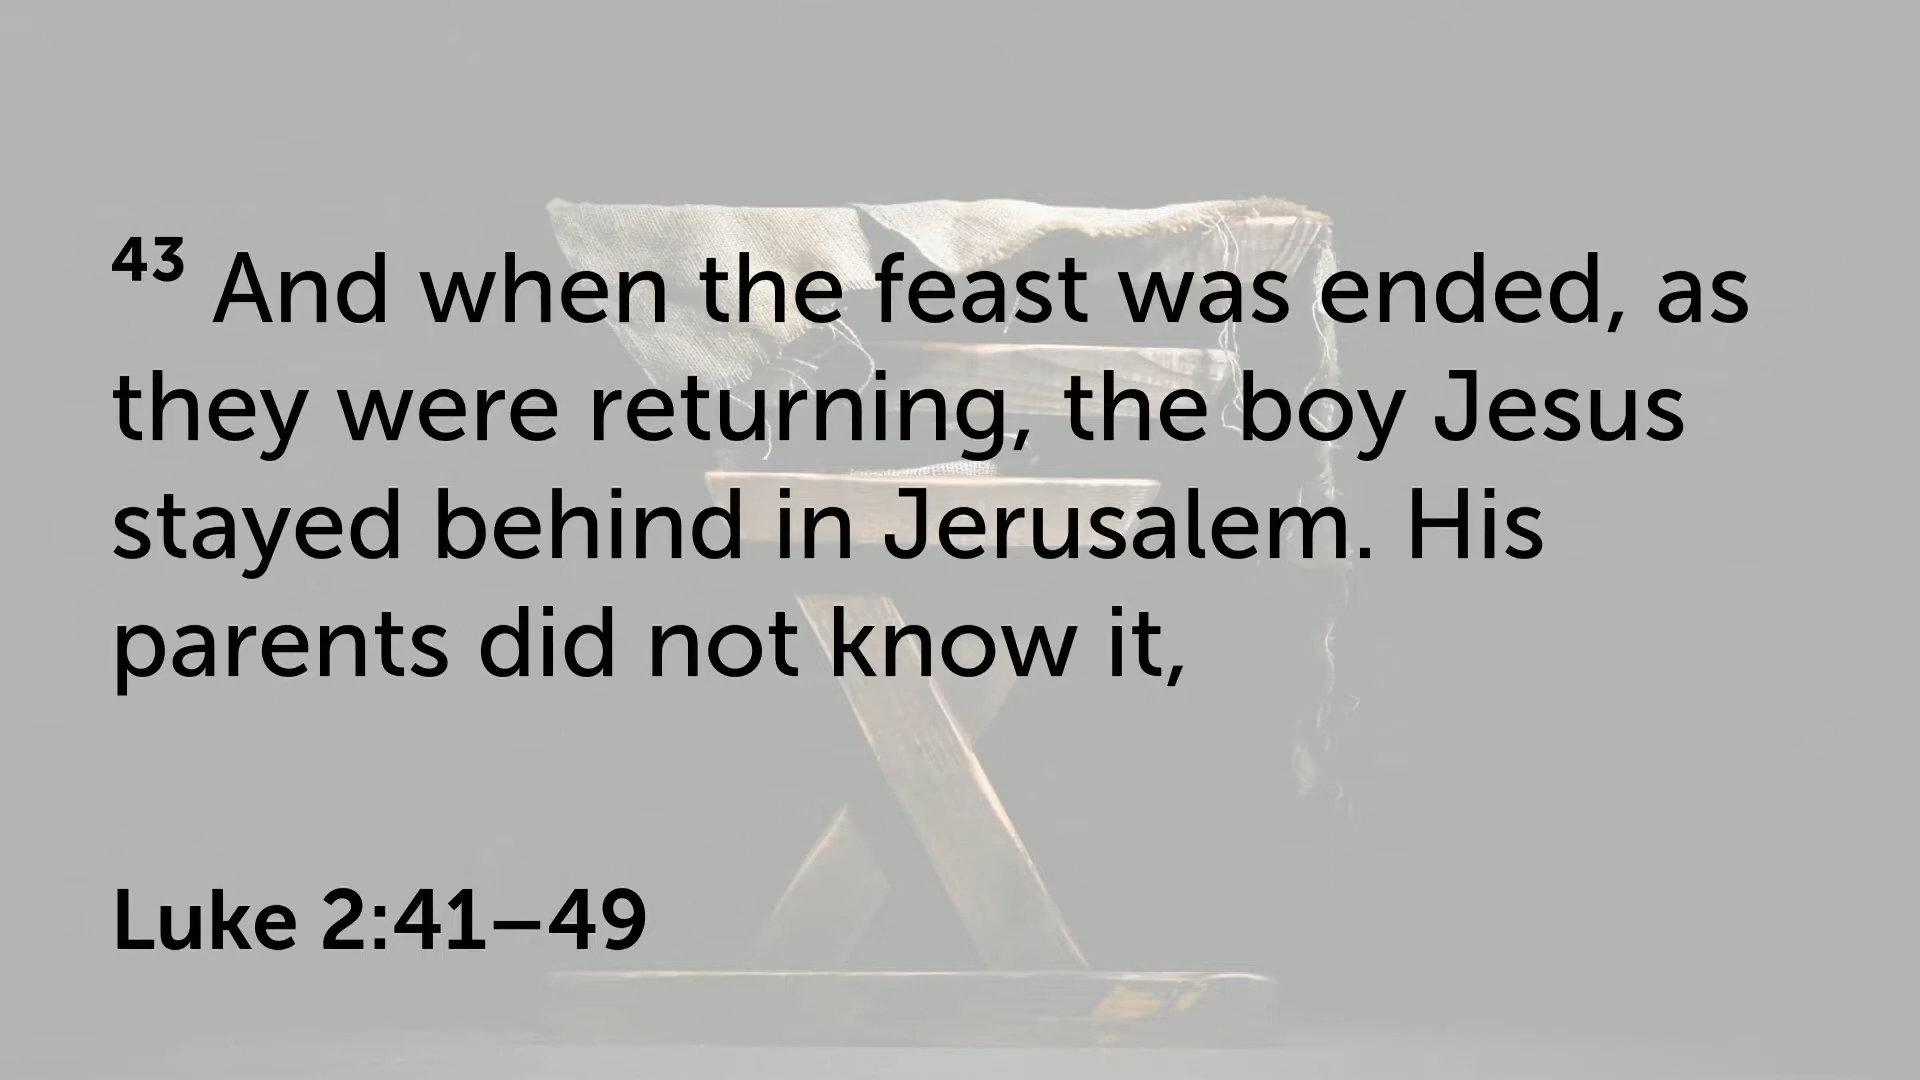 43 And when the feast was ended, as
they were returning, the boy Jesus
stayed behind in Jerusalem. His
parents did not know it,
Luke 2:41–49